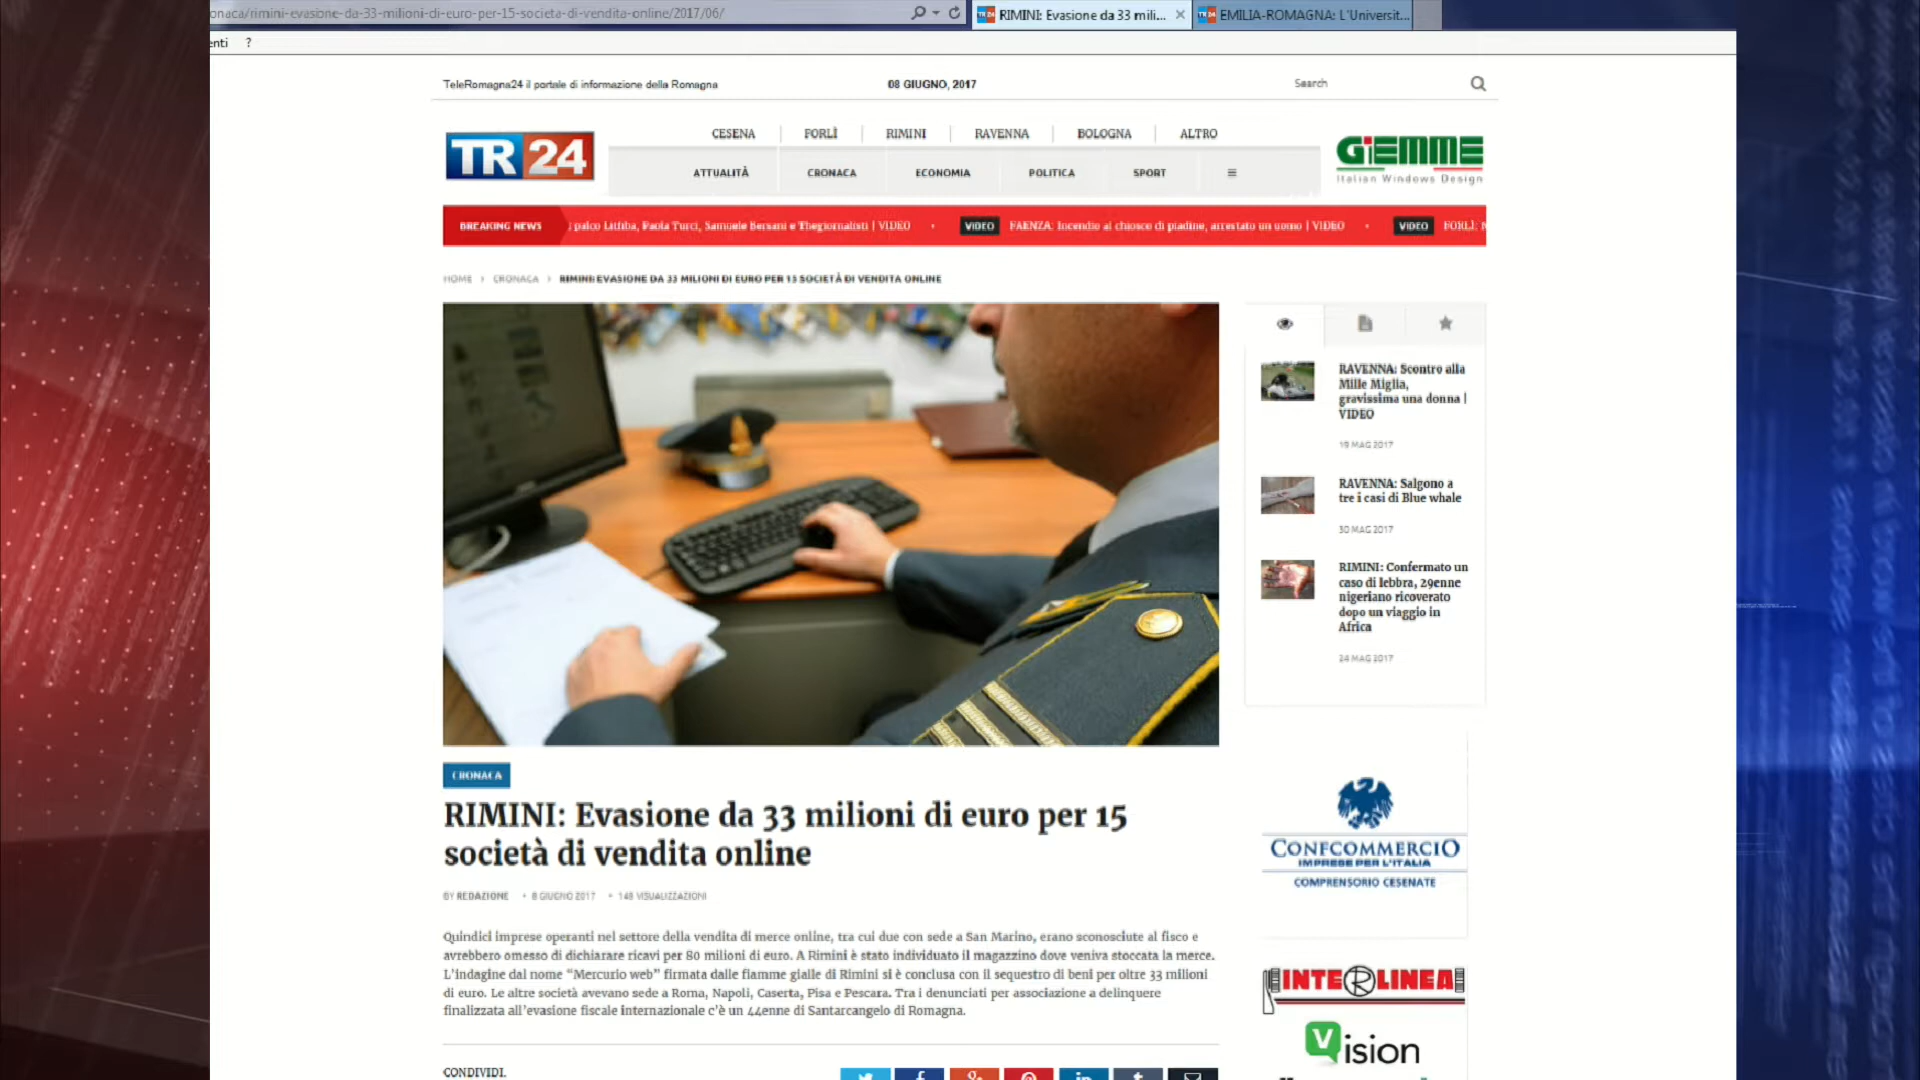 onaca/rimini-evasione-da-33-milioni-di-euro-per-15-societa-di-vendita-online/2017/06/
RIMINI: Evasione da 33 mili...
EMILIA-ROMAGNA: L'Universit...
enti ?
TeleRomagna24 il portale di informazione della Romagna
08 GIUGNO, 2017
Search
CESENA FORLÌ RIMINI RAVENNA BOLOGNA ALTRO
TR 24
GIEMME
Italian Windows Design
ATTUALITÀ CRONACA ECONOMIA POLITICA SPORT
BREAKING NEWS
palco Litfiba, Paola Turci, Samuele Bersani e Thegiornalisti | VIDEO
VIDEO FAENZA: Incendio al chiosco di piadine, arrestato un uomo | VIDEO
VIDEO FORLÌ:
HOME > CRONACA > RIMINI: EVASIONE DA 33 MILIONI DI EURO PER 15 SOCIETÀ DI VENDITA ONLINE
RAVENNA: Scontro alla
Mille Miglia,
gravissima una donna |
VIDEO
19 MAG 2017
RAVENNA: Salgono a
tre i casi di Blue whale
30 MAG 2017
RIMINI: Confermato un
caso di lebbra, 29enne
nigeriano ricoverato
dopo un viaggio in
Africa
24 MAG 2017
CRONACA
RIMINI: Evasione da 33 milioni di euro per 15
società di vendita online
BY REDAZIONE • 8 GIUGNO 2017 • 148 VISUALIZZAZIONI
Quindici imprese operanti nel settore della vendita di merce online, tra cui due con sede a San Marino, erano sconosciute al fisco e
avrebbero omesso di dichiarare ricavi per 80 milioni di euro. A Rimini è stato individuato il magazzino dove veniva stoccata la merce.
L'indagine dal nome “Mercurio web” firmata dalle fiamme gialle di Rimini si è conclusa con il sequestro di beni per oltre 33 milioni
di euro. Le altre società avevano sede a Roma, Napoli, Caserta, Pisa e Pescara. Tra i denunciati per associazione a delinquere
finalizzata all'evasione fiscale internazionale c'è un 44enne di Santarcangelo di Romagna.
CONFCOMMERCIO
IMPRESE PER L'ITALIA
COMPRENSORIO CESENATE
INTERLINEA
Vision
CONDIVIDI.